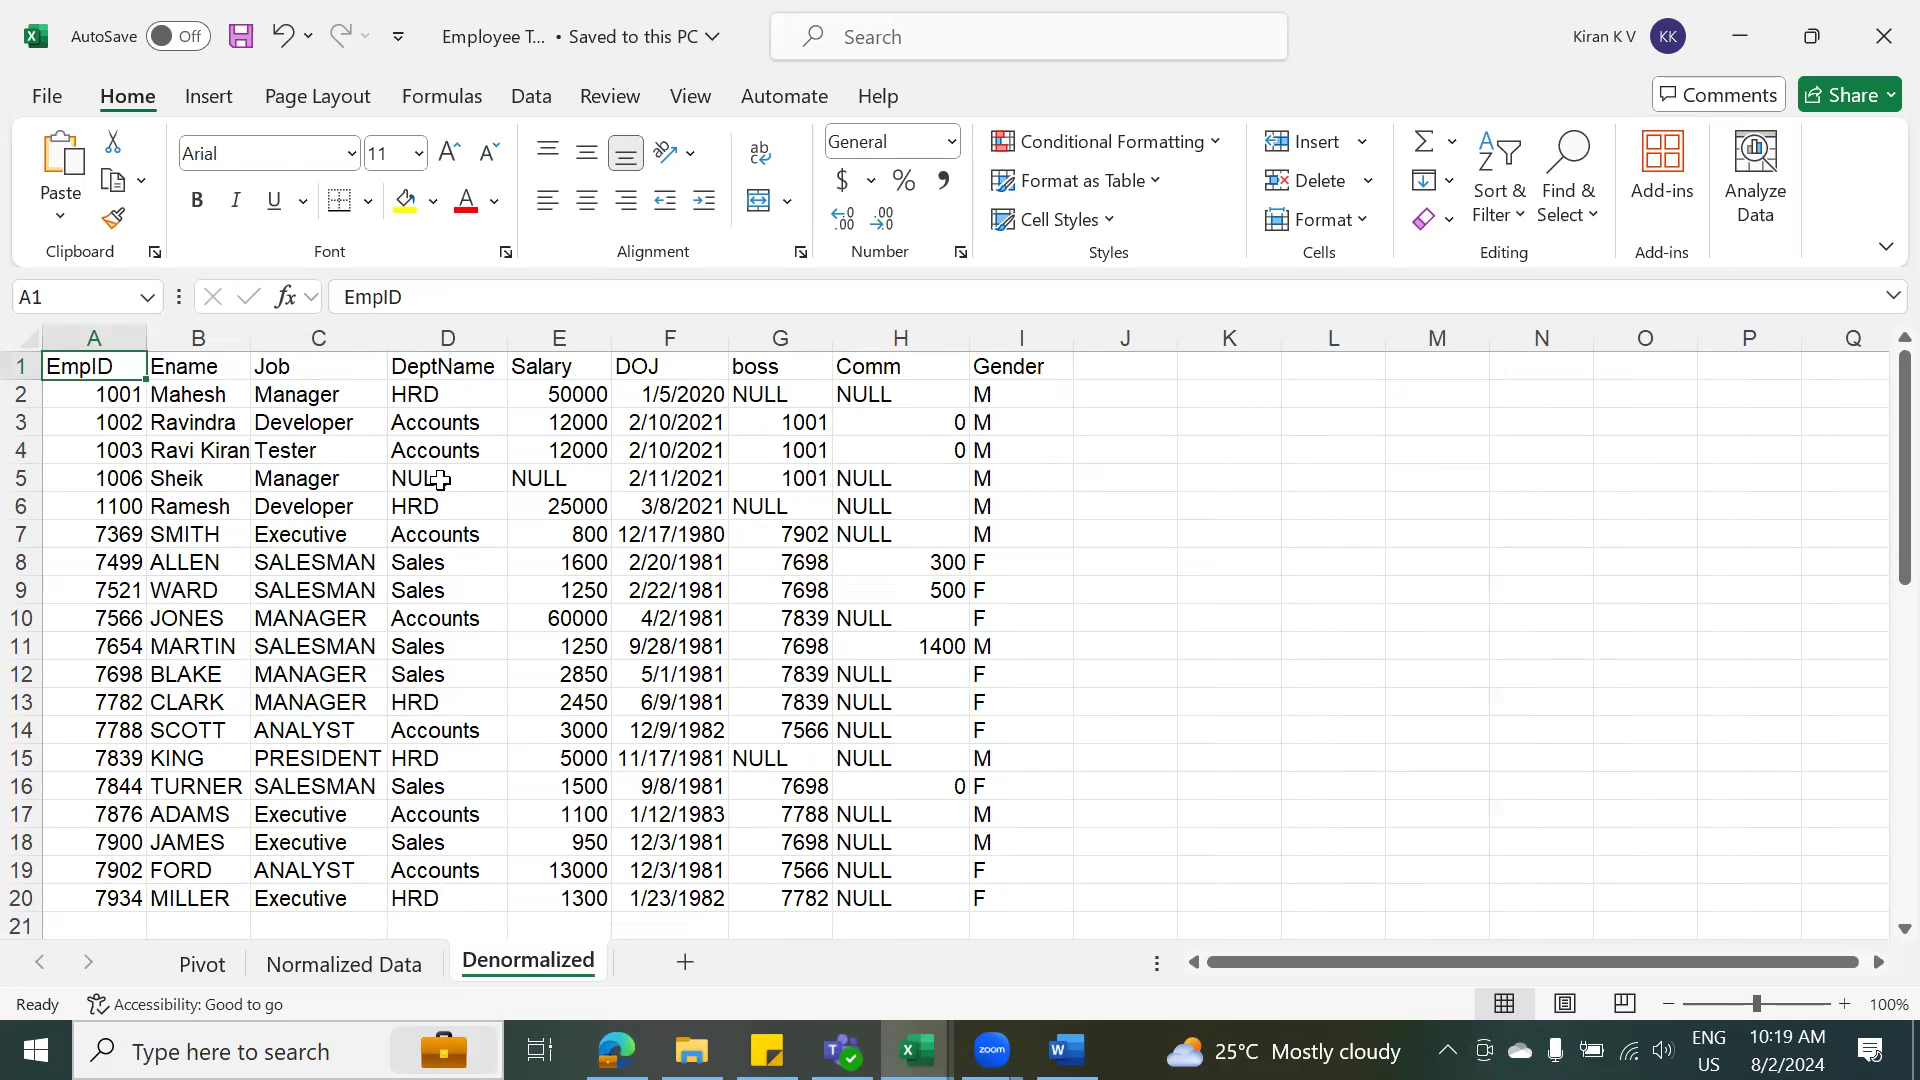 AutoSave Off Employee T... • Saved to this PC Search Kiran K V KK
File Home Insert Page Layout Formulas Data Review View Automate Help Comments Share
Paste Arial 11 A A ab General Conditional Formatting Insert Sort & Filter Find & Select Add-ins Analyze Data
B I U A $ % , Format as Table Delete
Cell Styles Format
Clipboard Font Alignment Number Styles Cells Editing Add-ins
A1 fx EmpID
A B C D E F G H I J K L M N O P Q
1 EmpID Ename Job DeptName Salary DOJ boss Comm Gender
2 1001 Mahesh Manager HRD 50000 1/5/2020 NULL NULL M
3 1002 Ravindra Developer Accounts 12000 2/10/2021 1001 0 M
4 1003 Ravi Kiran Tester Accounts 12000 2/10/2021 1001 0 M
5 1006 Sheik Manager NULL NULL 2/11/2021 1001 NULL M
6 1100 Ramesh Developer HRD 25000 3/8/2021 NULL NULL M
7 7369 SMITH Executive Accounts 800 12/17/1980 7902 NULL M
8 7499 ALLEN SALESMAN Sales 1600 2/20/1981 7698 300 F
9 7521 WARD SALESMAN Sales 1250 2/22/1981 7698 500 F
10 7566 JONES MANAGER Accounts 60000 4/2/1981 7839 NULL F
11 7654 MARTIN SALESMAN Sales 1250 9/28/1981 7698 1400 M
12 7698 BLAKE MANAGER Sales 2850 5/1/1981 7839 NULL F
13 7782 CLARK MANAGER HRD 2450 6/9/1981 7839 NULL F
14 7788 SCOTT ANALYST Accounts 3000 12/9/1982 7566 NULL F
15 7839 KING PRESIDENT HRD 5000 11/17/1981 NULL NULL M
16 7844 TURNER SALESMAN Sales 1500 9/8/1981 7698 0 F
17 7876 ADAMS Executive Accounts 1100 1/12/1983 7788 NULL M
18 7900 JAMES Executive Sales 950 12/3/1981 7698 NULL M
19 7902 FORD ANALYST Accounts 13000 12/3/1981 7566 NULL F
20 7934 MILLER Executive HRD 1300 1/23/1982 7782 NULL F
21
Pivot Normalized Data Denormalized
Ready Accessibility: Good to go 100%
Type here to search zoom 25°C Mostly cloudy ENG US 10:19 AM 8/2/2024